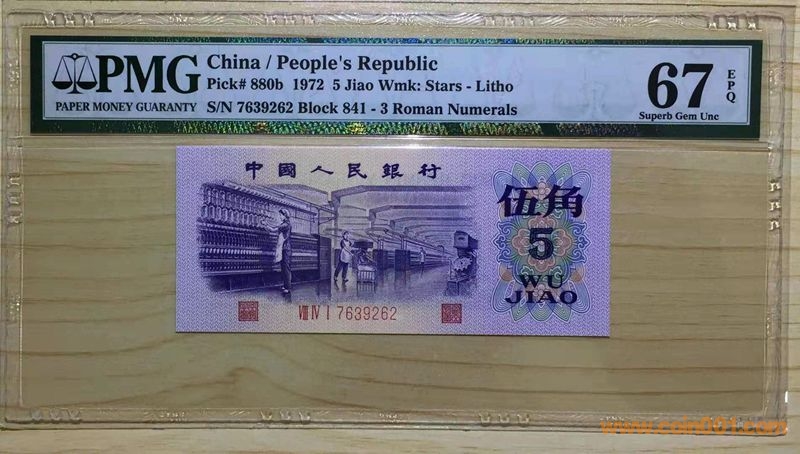 PMG
PAPER MONEY GUARANTY
China / People's Republic
Pick# 880b 1972 5 Jiao Wmk: Stars - Litho
S/N 7639262 Block 841 - 3 Roman Numerals
67 EPQ
Superb Gem Unc
中國人民銀行
伍角
5
WU
JIAO
VIII IV I 7639262